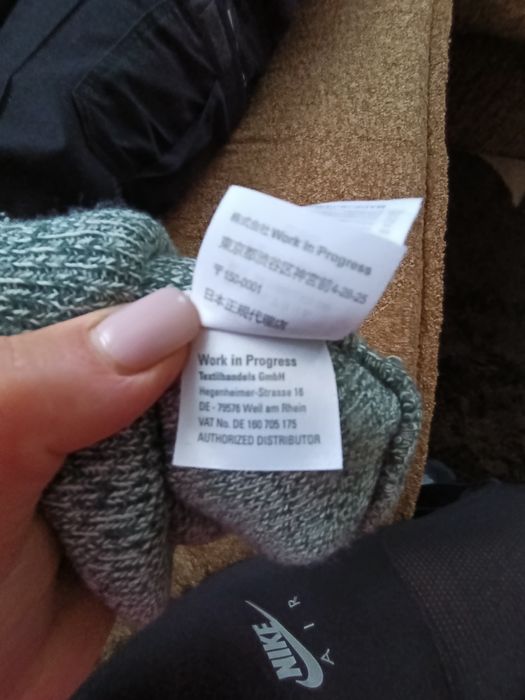 株式会社 Work in Progress
東京都渋谷区神宮前4-28-25
〒150-0001
日本正規代理店
Work in Progress
Textilhandels GmbH
Hegenheimer-Strasse 16
DE - 79576 Weil am Rhein
VAT No. DE 160 705 175
AUTHORIZED DISTRIBUTOR
NIKE
AIR